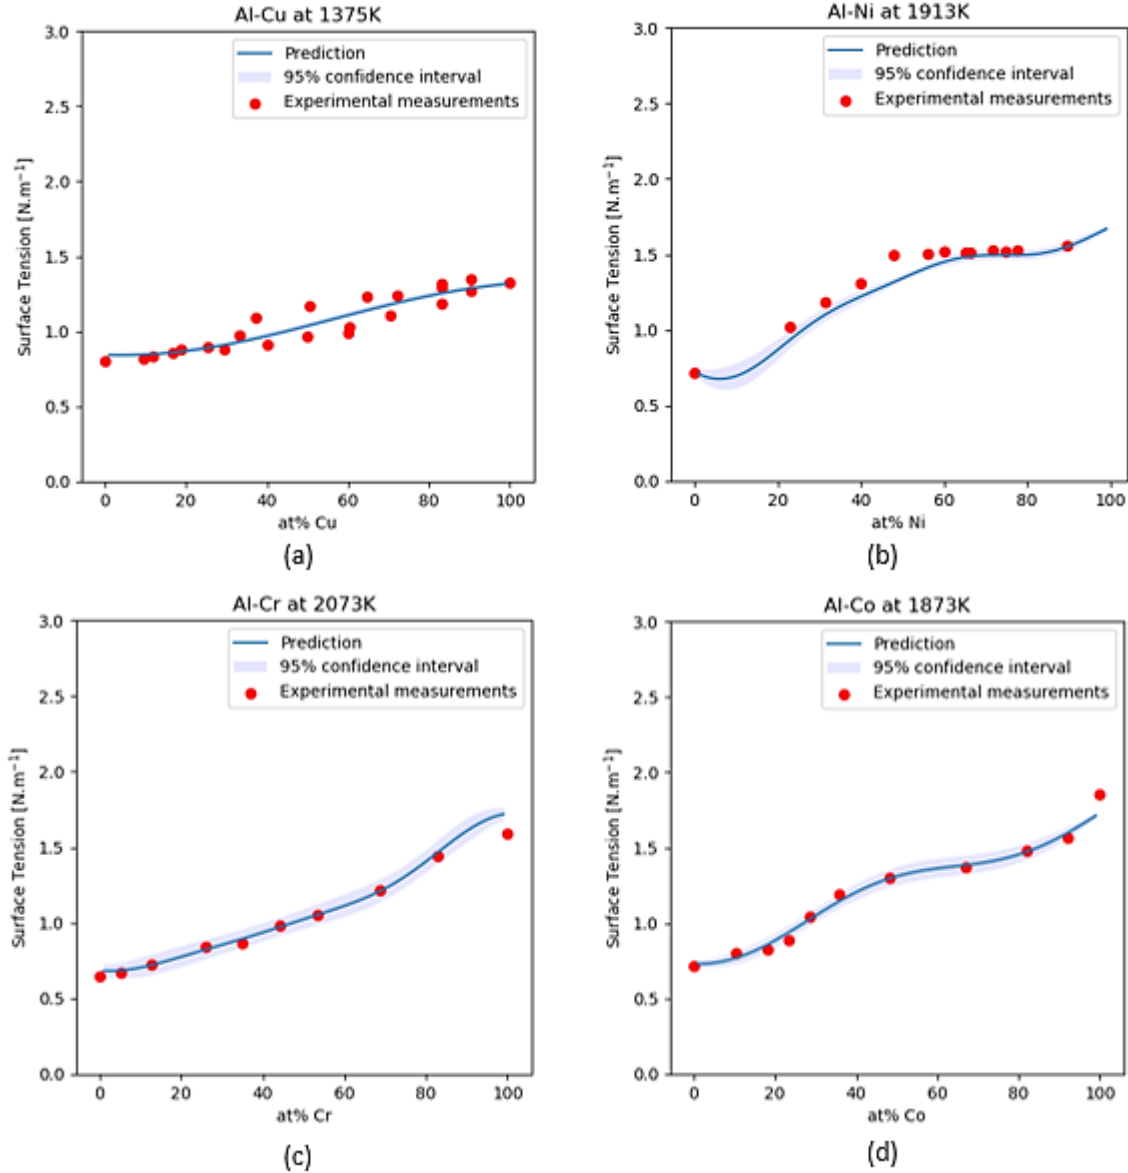 Al-Cu at 1375K
3.0
2.5
2.0
1.5
1.0
0.5
0.0
Surface Tension [N.m⁻¹]
Prediction
95% confidence interval
Experimental measurements
0 20 40 60 80 100
at% Cu
(a)
Al-Ni at 1913K
3.0
2.5
2.0
1.5
1.0
0.5
0.0
Surface Tension [N.m⁻¹]
Prediction
95% confidence interval
Experimental measurements
0 20 40 60 80 100
at% Ni
(b)
Al-Cr at 2073K
3.0
2.5
2.0
1.5
1.0
0.5
0.0
Surface Tension [N.m⁻¹]
Prediction
95% confidence interval
Experimental measurements
0 20 40 60 80 100
at% Cr
(c)
Al-Co at 1873K
3.0
2.5
2.0
1.5
1.0
0.5
0.0
Surface Tension [N.m⁻¹]
Prediction
95% confidence interval
Experimental measurements
0 20 40 60 80 100
at% Co
(d)